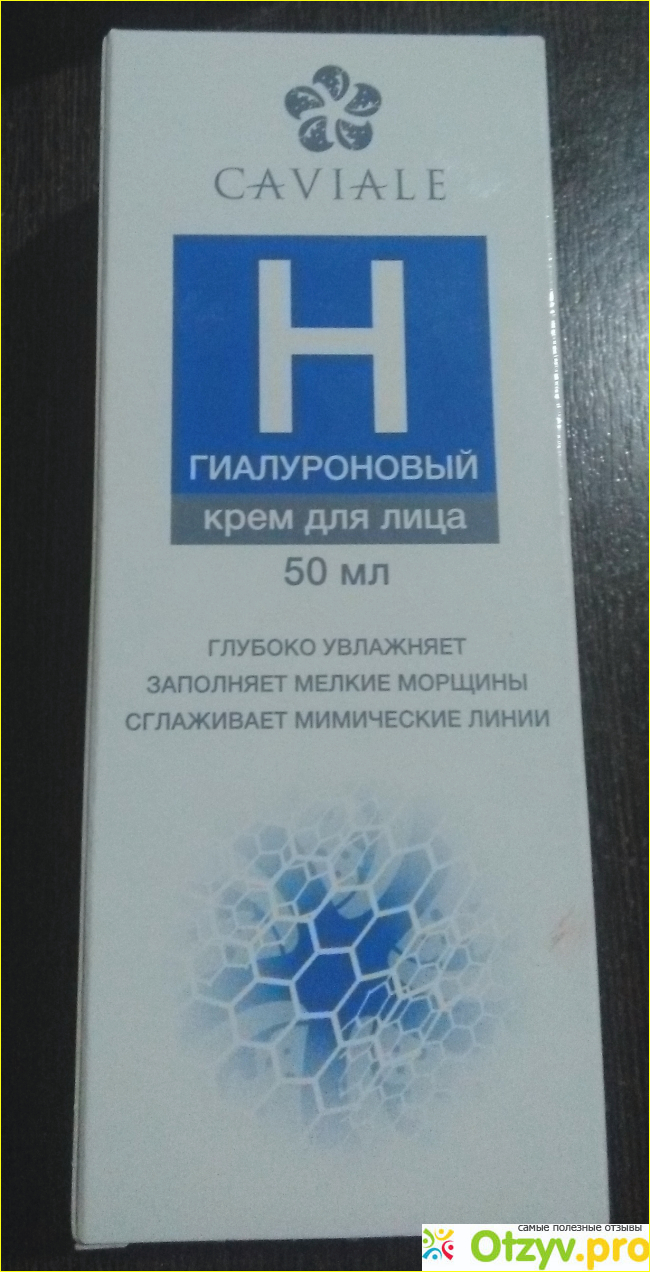 CAVIALE
H
ГИАЛУРОНОВЫЙ
крем для лица
50 мл
ГЛУБОКО УВЛАЖНЯЕТ
ЗАПОЛНЯЕТ МЕЛКИЕ МОРЩИНЫ
СГЛАЖИВАЕТ МИМИЧЕСКИЕ ЛИНИИ
самые полезные отзывы
Otzyv.pro